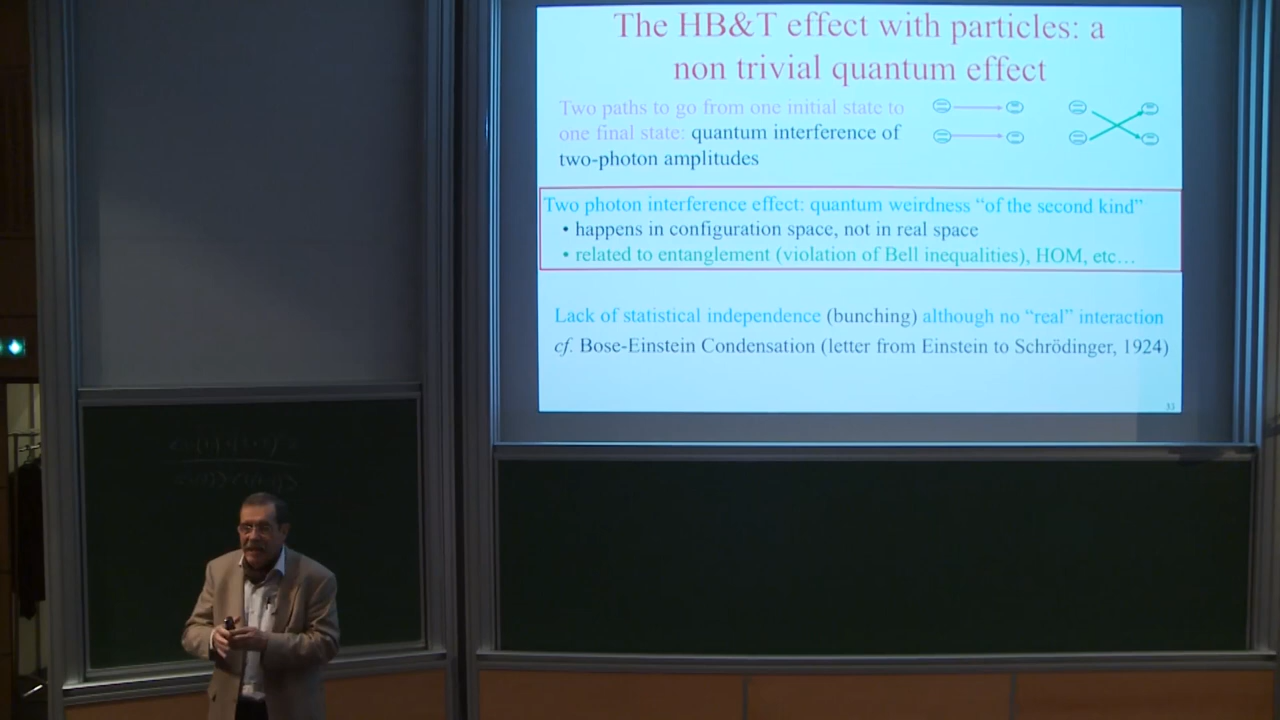 The HB&T effect with particles: a
non trivial quantum effect
Two paths to go from one initial state to
one final state: quantum interference of
two-photon amplitudes
Two photon interference effect: quantum weirdness “of the second kind”
• happens in configuration space, not in real space
• related to entanglement (violation of Bell inequalities), HOM, etc…
Lack of statistical independence (bunching) although no “real” interaction
cf. Bose-Einstein Condensation (letter from Einstein to Schrödinger, 1924)
33